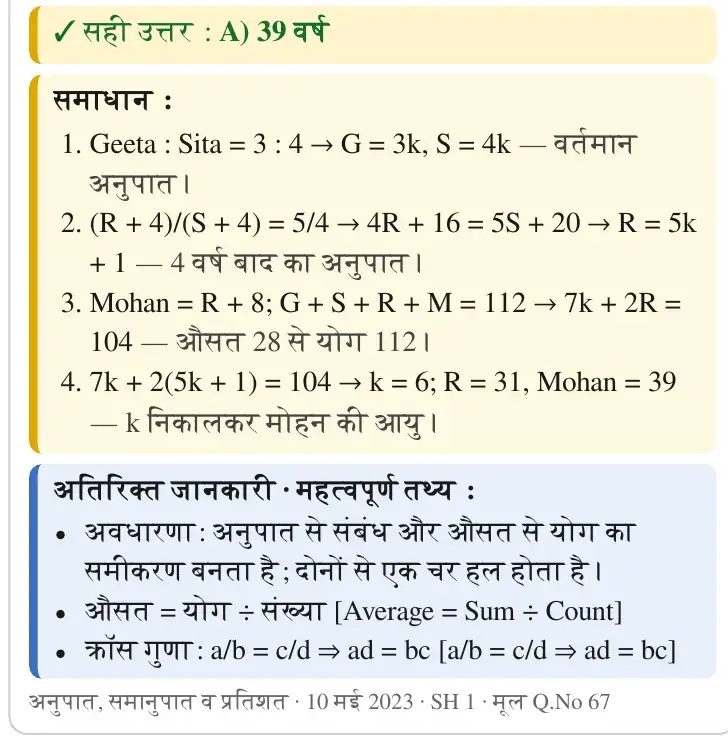 ✓ सही उत्तर : A) 39 वर्ष
समाधान :
1. Geeta : Sita = 3 : 4 → G = 3k, S = 4k — वर्तमान
अनुपात।
2. (R + 4)/(S + 4) = 5/4 → 4R + 16 = 5S + 20 → R = 5k
+ 1 — 4 वर्ष बाद का अनुपात।
3. Mohan = R + 8; G + S + R + M = 112 → 7k + 2R =
104 — औसत 28 से योग 112।
4. 7k + 2(5k + 1) = 104 → k = 6; R = 31, Mohan = 39
— k निकालकर मोहन की आयु।
अतिरिक्त जानकारी · महत्वपूर्ण तथ्य :
• अवधारणा : अनुपात से संबंध और औसत से योग का
समीकरण बनता है ; दोनों से एक चर हल होता है।
• औसत = योग ÷ संख्या [Average = Sum ÷ Count]
• क्रॉस गुणा : a/b = c/d ⇒ ad = bc [a/b = c/d ⇒ ad = bc]
अनुपात, समानुपात व प्रतिशत · 10 मई 2023 · SH 1 · मूल Q.No 67